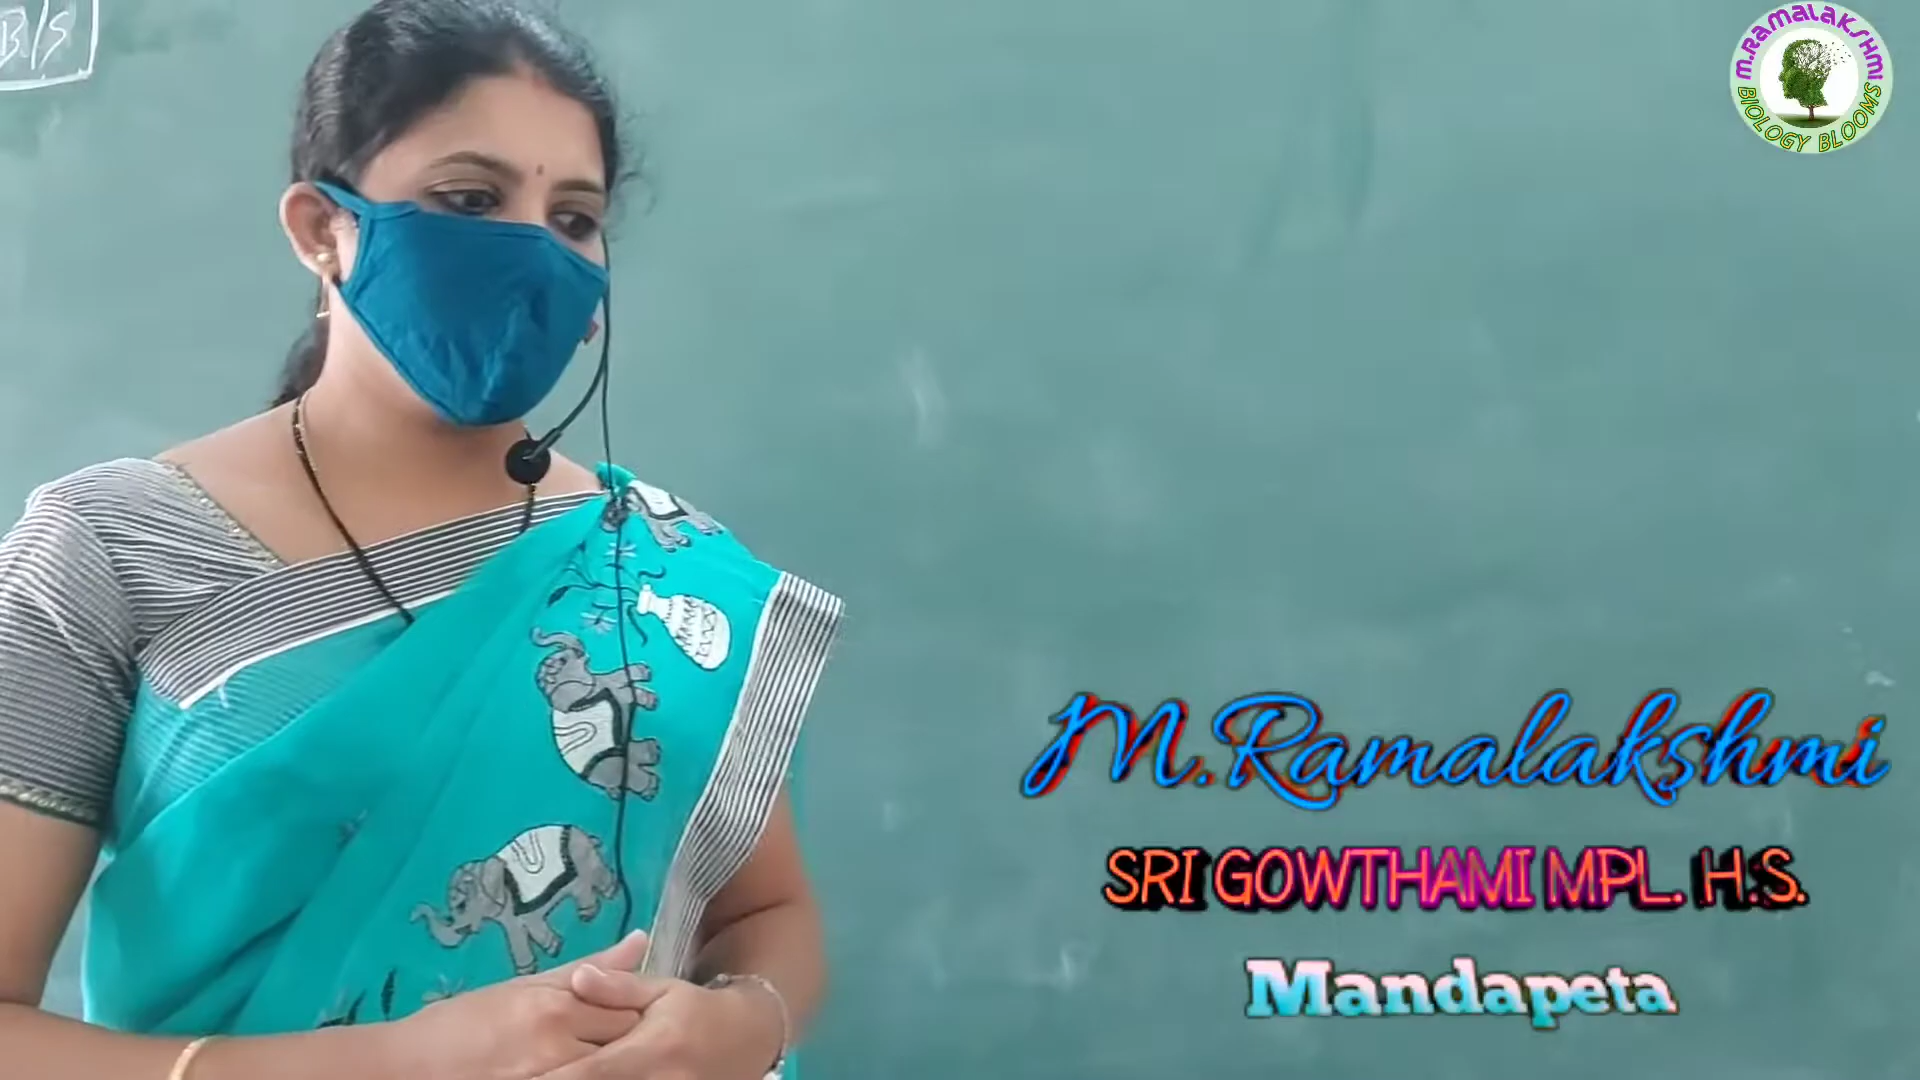 B/S
M.RAMALAKSHMI
BIOLOGY BLOOMS
M.Ramalakshmi
SRI GOWTHAMI MPL. H.S.
Mandapeta